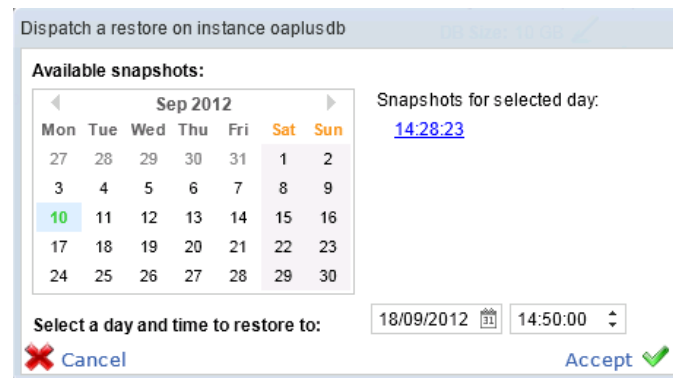 Dispatch a restore on instance oaplusdb
Available snapshots:
Sep 2012
Mon Tue Wed Thu Fri Sat Sun
27 28 29 30 31 1 2
3 4 5 6 7 8 9
10 11 12 13 14 15 16
17 18 19 20 21 22 23
24 25 26 27 28 29 30
Snapshots for selected day:
14:28:23
Select a day and time to restore to:
18/09/2012 31 14:50:00
Cancel
Accept